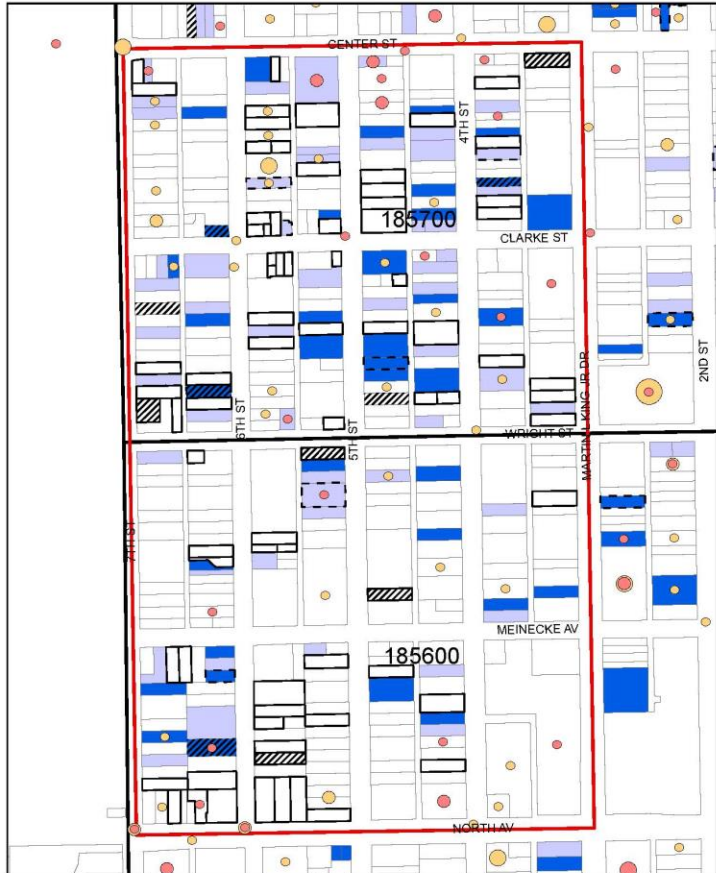 CENTER ST
4TH ST
185700
CLARKE ST
2ND ST
MARTIN L KING JR DR
6TH ST
5TH ST
WRIGHT ST
7TH ST
MEINECKE AV
185600
NORTH AV